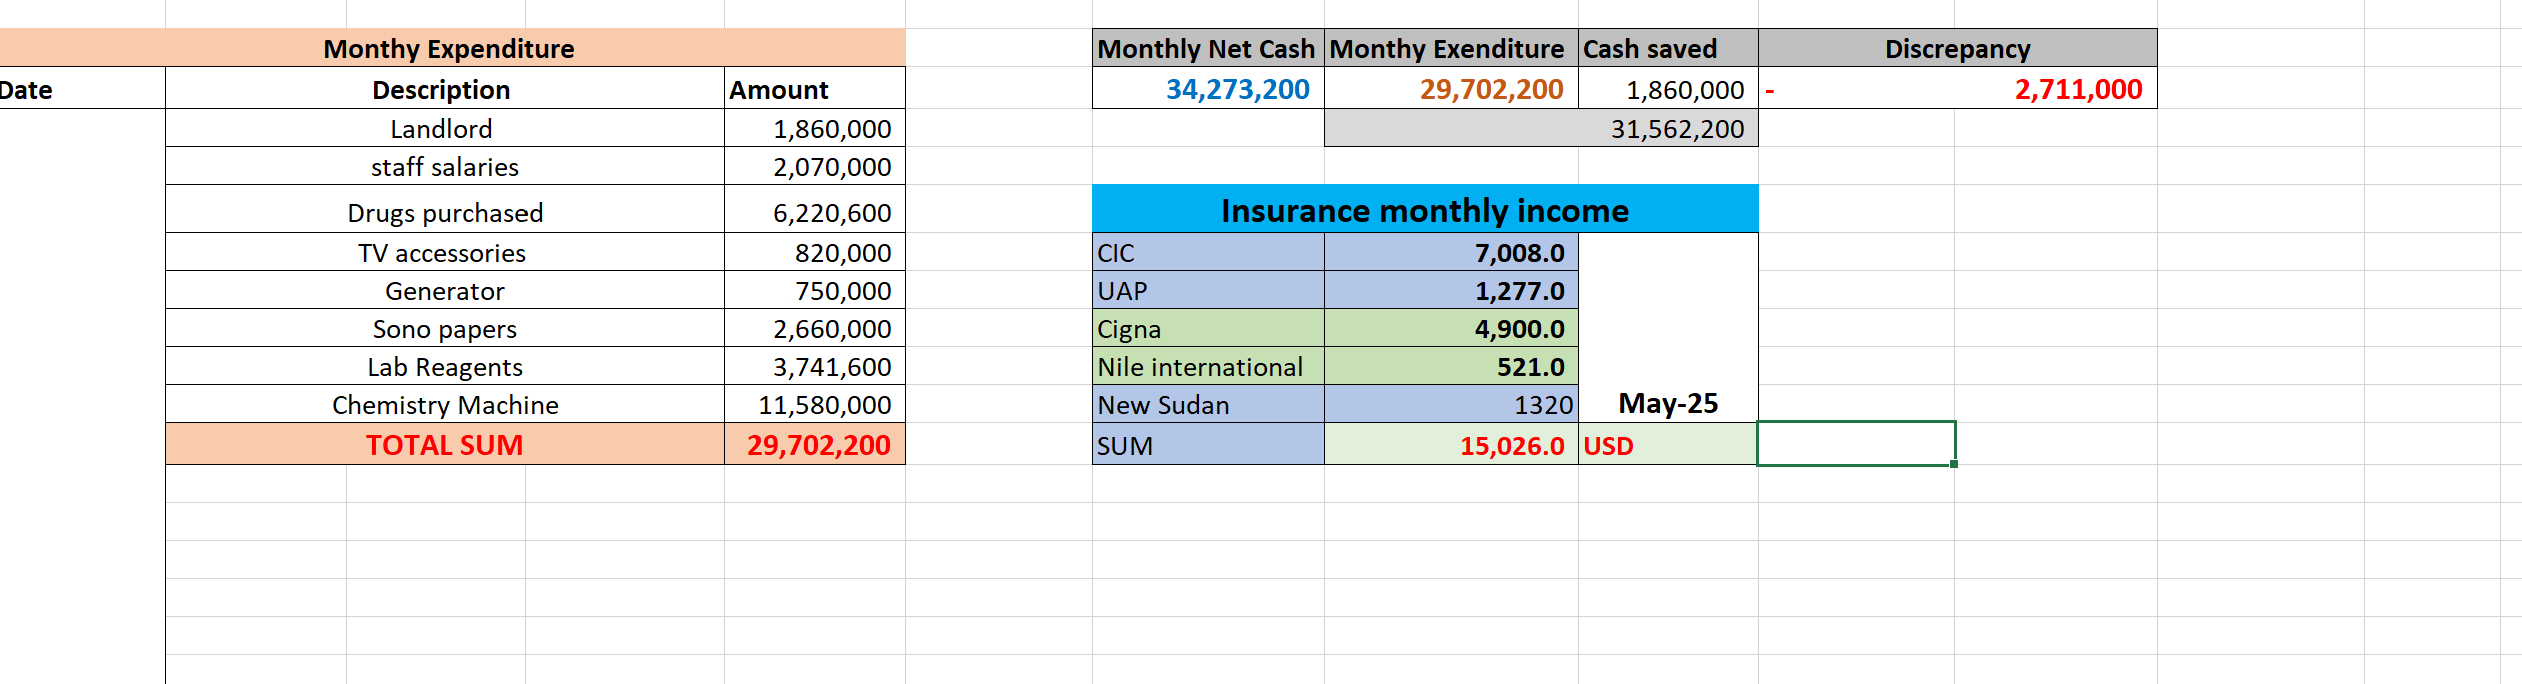 Monthy Expenditure
Date Description Amount
Landlord 1,860,000
staff salaries 2,070,000
Drugs purchased 6,220,600
TV accessories 820,000
Generator 750,000
Sono papers 2,660,000
Lab Reagents 3,741,600
Chemistry Machine 11,580,000
TOTAL SUM 29,702,200
Monthly Net Cash Monthy Exenditure Cash saved Discrepancy
34,273,200 29,702,200 1,860,000 - 2,711,000
31,562,200
Insurance monthly income
CIC 7,008.0
UAP 1,277.0
Cigna 4,900.0
Nile international 521.0
New Sudan 1320 May-25
SUM 15,026.0 USD